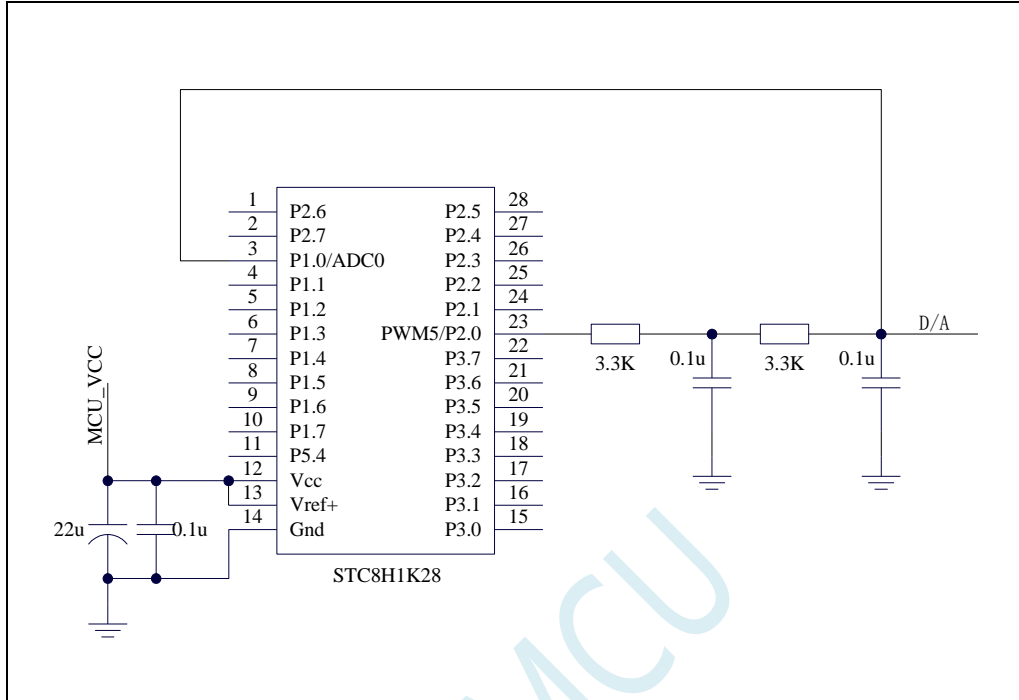 1 P2.6 P2.5 28
2 P2.7 P2.4 27
3 P1.0/ADC0 P2.3 26
4 P1.1 P2.2 25
5 P1.2 P2.1 24
6 P1.3 PWM5/P2.0 23
7 P1.4 P3.7 22
8 P1.5 P3.6 21
9 P1.6 P3.5 20
10 P1.7 P3.4 19
11 P5.4 P3.3 18
12 Vcc P3.2 17
13 Vref+ P3.1 16
14 Gnd P3.0 15
STC8H1K28
MCU_VCC
22u
0.1u
3.3K
0.1u
3.3K
0.1u
D/A
MCU